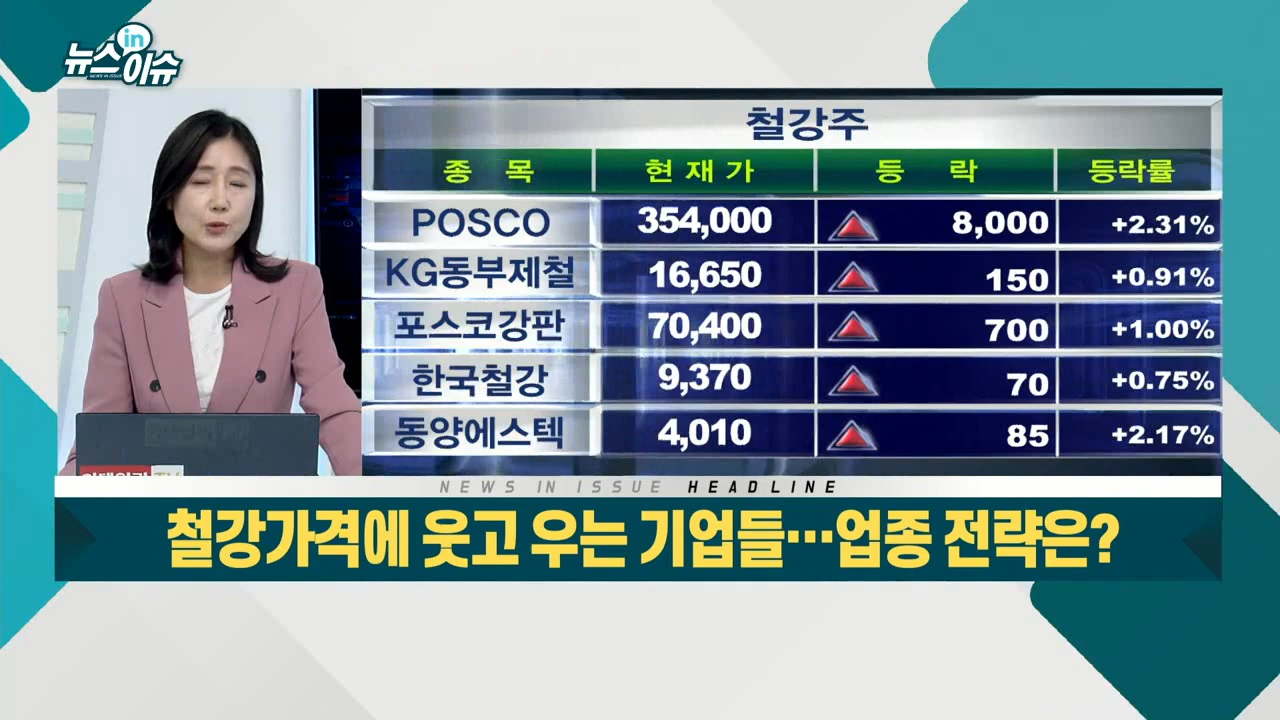 뉴스in이슈
NEWS IN ISSUE
철강주
종 목 현 재 가 등 락 등락률
POSCO 354,000 ▲ 8,000 +2.31%
KG동부제철 16,650 ▲ 150 +0.91%
포스코강판 70,400 ▲ 700 +1.00%
한국철강 9,370 ▲ 70 +0.75%
동양에스텍 4,010 ▲ 85 +2.17%
NEWS IN ISSUE HEADLINE
철강가격에 웃고 우는 기업들…업종 전략은?